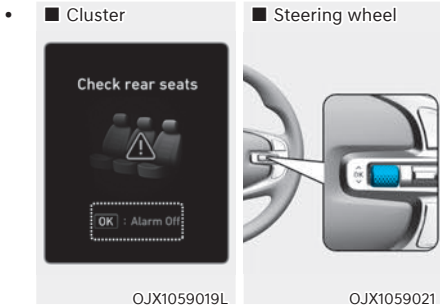 • ■ Cluster ■ Steering wheel
Check rear seats
OK : Alarm Off
OK
OJX1059019L OJX1059021